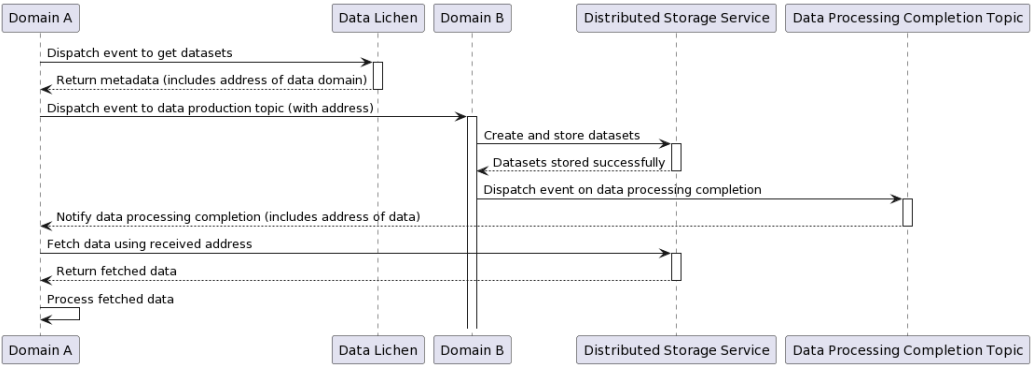 Domain A
Data Lichen
Domain B
Distributed Storage Service
Data Processing Completion Topic
Dispatch event to get datasets
Return metadata (includes address of data domain)
Dispatch event to data production topic (with address)
Create and store datasets
Datasets stored successfully
Dispatch event on data processing completion
Notify data processing completion (includes address of data)
Fetch data using received address
Return fetched data
Process fetched data
Domain A
Data Lichen
Domain B
Distributed Storage Service
Data Processing Completion Topic